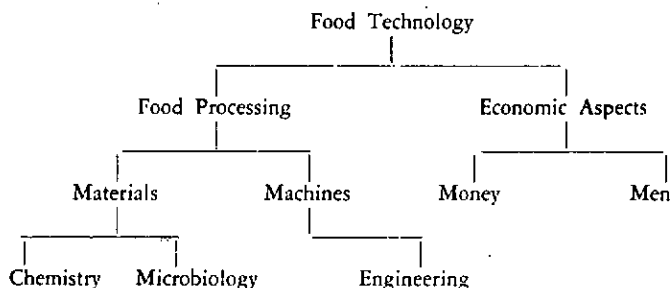 Food Technology
Food Processing Economic Aspects
Materials Machines Money Men
Chemistry Microbiology Engineering